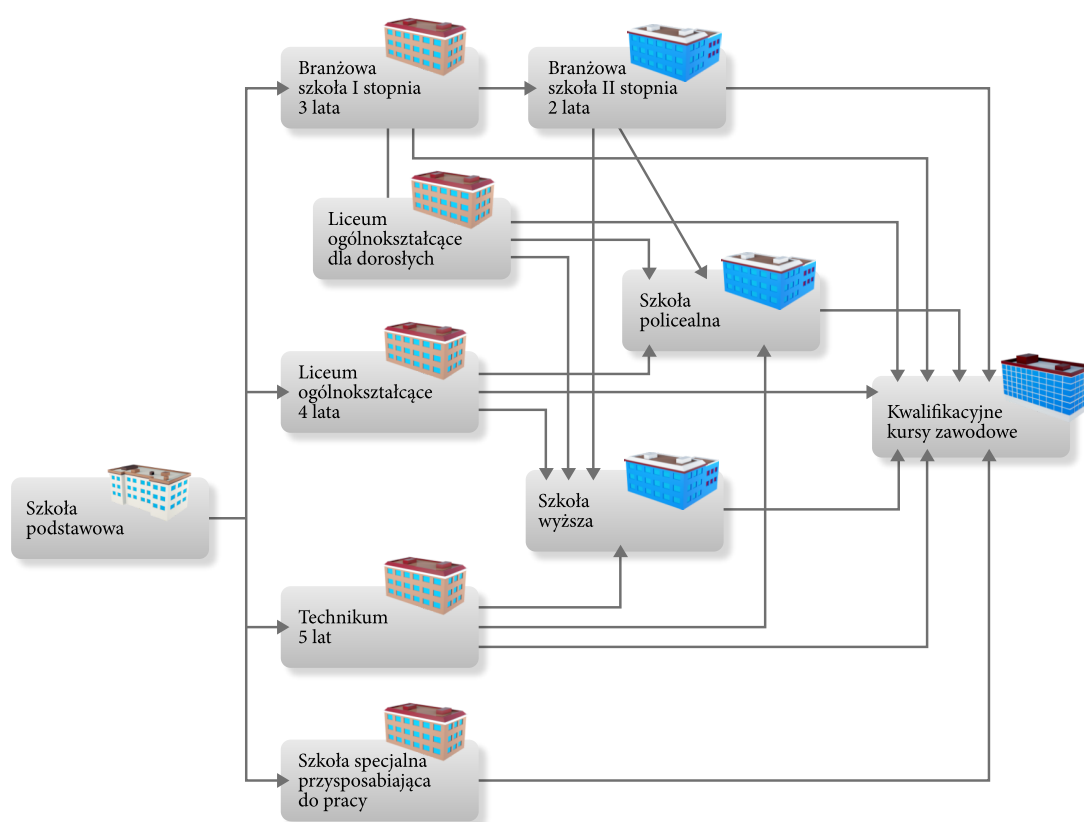 Branżowa
szkoła I stopnia
3 lata
Branżowa
szkoła II stopnia
2 lata
Liceum
ogólnokształcące
dla dorosłych
Szkoła
policealna
Liceum
ogólnokształcące
4 lata
Kwalifikacyjne
kursy zawodowe
Szkoła
podstawowa
Szkoła
wyższa
Technikum
5 lat
Szkoła specjalna
przysposabiająca
do pracy